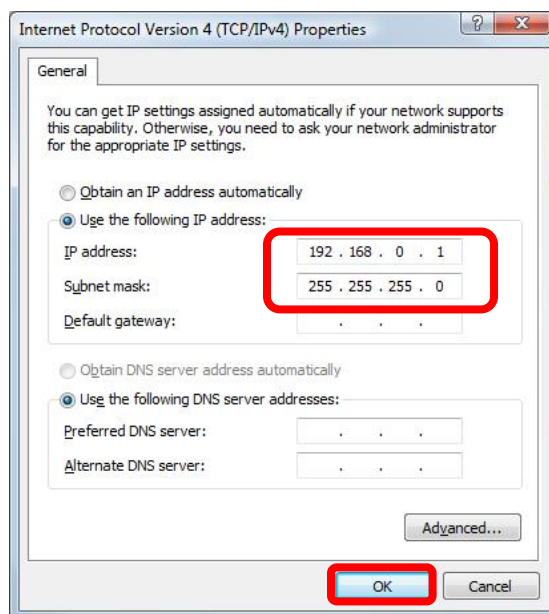 Internet Protocol Version 4 (TCP/IPv4) Properties
General
You can get IP settings assigned automatically if your network supports
this capability. Otherwise, you need to ask your network administrator
for the appropriate IP settings.
Obtain an IP address automatically
Use the following IP address:
IP address: 192 . 168 . 0 . 1
Subnet mask: 255 . 255 . 255 . 0
Default gateway: . . .
Obtain DNS server address automatically
Use the following DNS server addresses:
Preferred DNS server: . . .
Alternate DNS server: . . .
Advanced...
OK Cancel